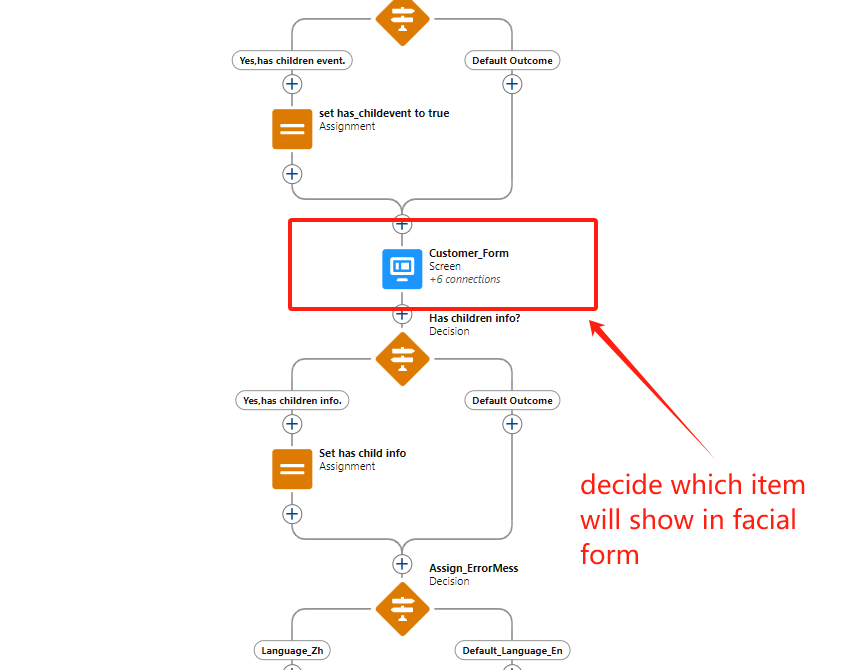 Yes,has children event.
Default Outcome
set has_childevent to true
Assignment
Customer_Form
Screen
+6 connections
Has children info?
Decision
Yes,has children info.
Default Outcome
Set has child info
Assignment
decide which item
will show in facial
form
Assign_ErrorMess
Decision
Language_Zh
Default_Language_En